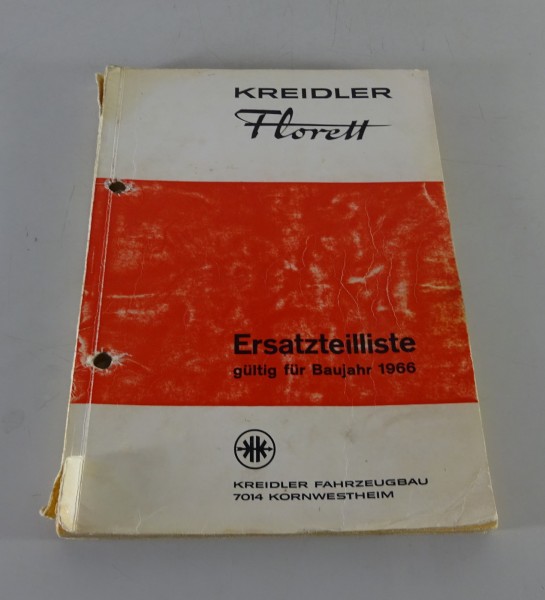 KREIDLER
Florett
Ersatzteilliste
gültig für Baujahr 1966
KREIDLER FAHRZEUGBAU
7014 KORNWESTHEIM